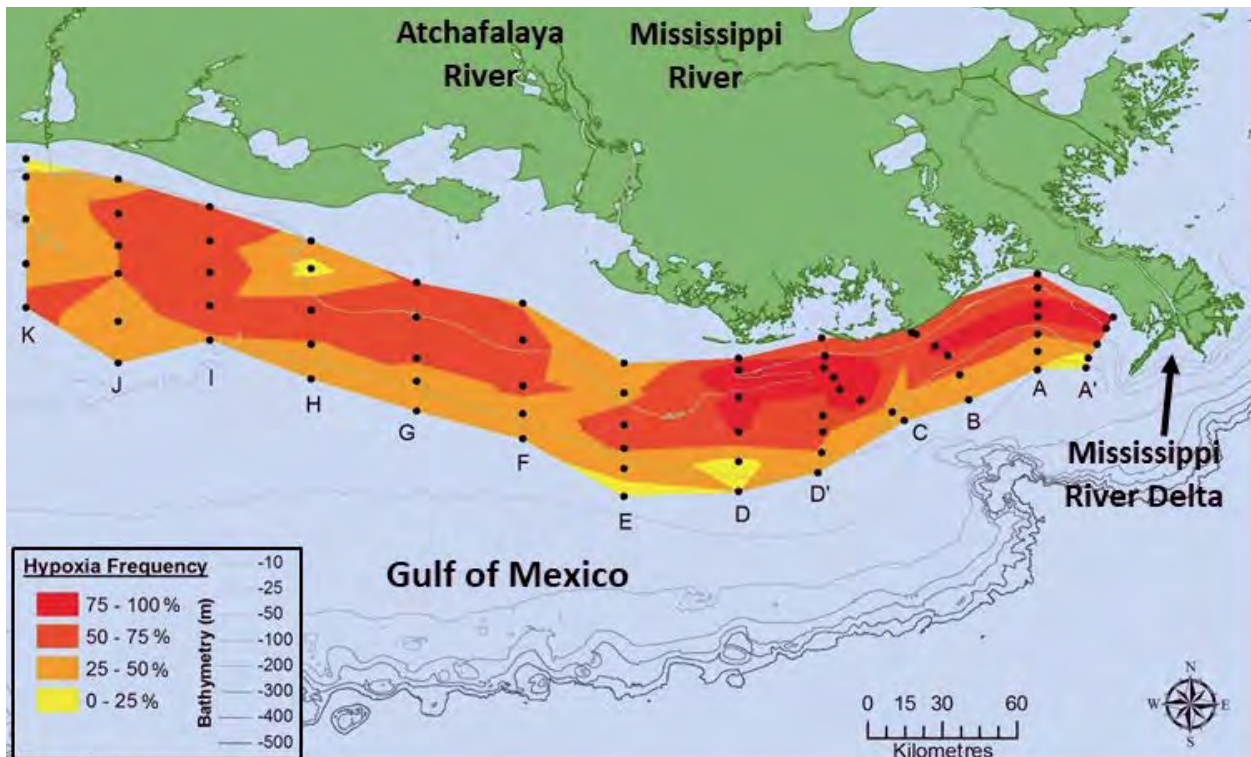 Atchafalaya
River
Mississippi
River
K
J
I
H
G
F
E
D
D'
C
B
A
A'
Mississippi
River Delta
Gulf of Mexico
Hypoxia Frequency
75 - 100 %
50 - 75 %
25 - 50 %
0 - 25 %
Bathymetry (m)
-10
-25
-50
-100
-200
-300
-400
-500
0 15 30 60
Kilometres
N
W E
S